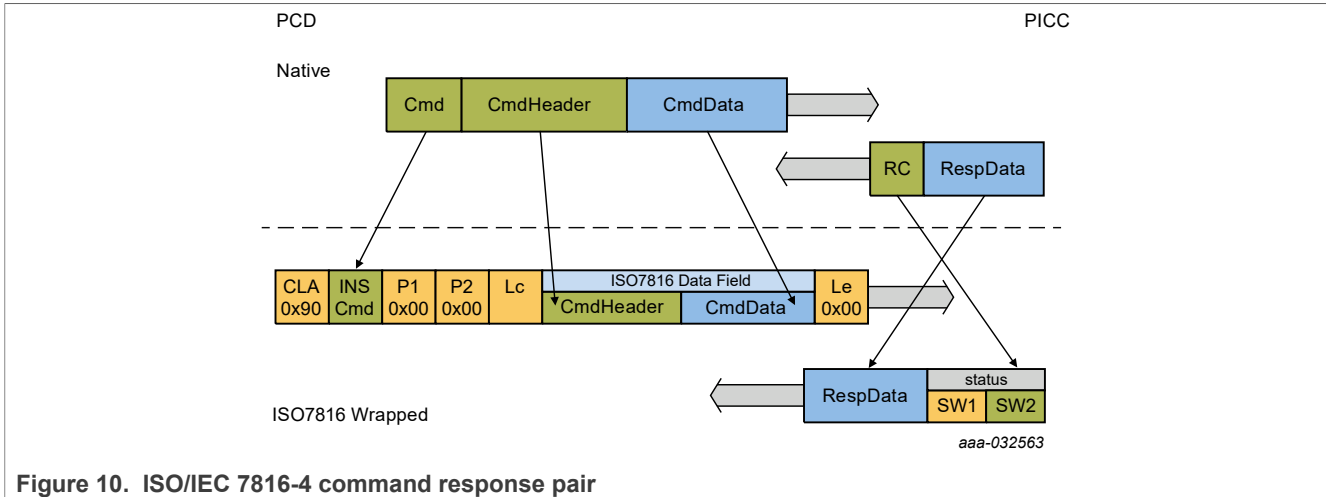 PCD PICC
Native
Cmd CmdHeader CmdData
RC RespData
CLA 0x90 INS Cmd P1 0x00 P2 0x00 Lc ISO7816 Data Field CmdHeader CmdData Le 0x00
RespData status SW1 SW2
ISO7816 Wrapped
aaa-032563
Figure 10. ISO/IEC 7816-4 command response pair